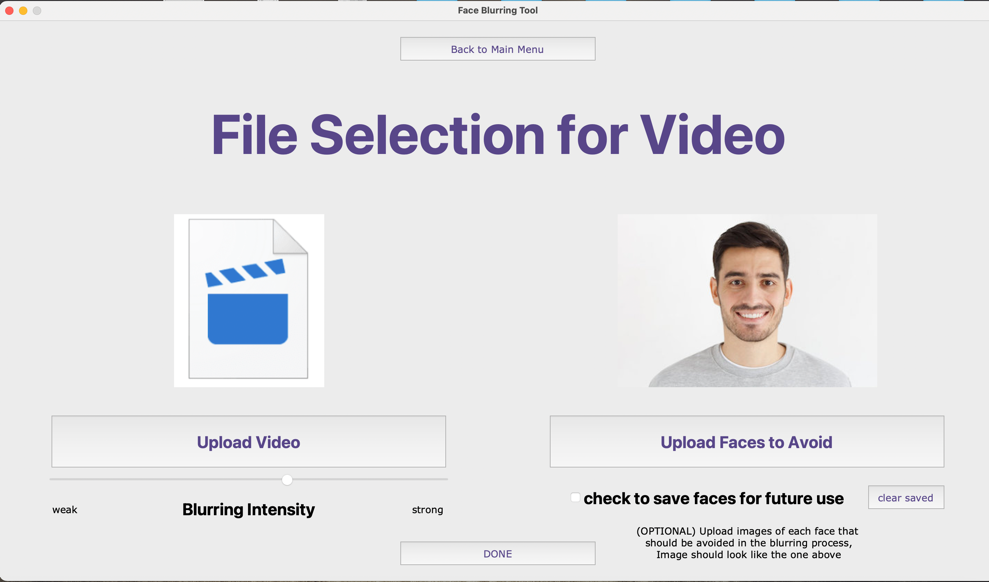 Face Blurring Tool
Back to Main Menu
File Selection for Video
Upload Video
Upload Faces to Avoid
weak
Blurring Intensity
strong
check to save faces for future use
clear saved
(OPTIONAL) Upload images of each face that
should be avoided in the blurring process,
Image should look like the one above
DONE